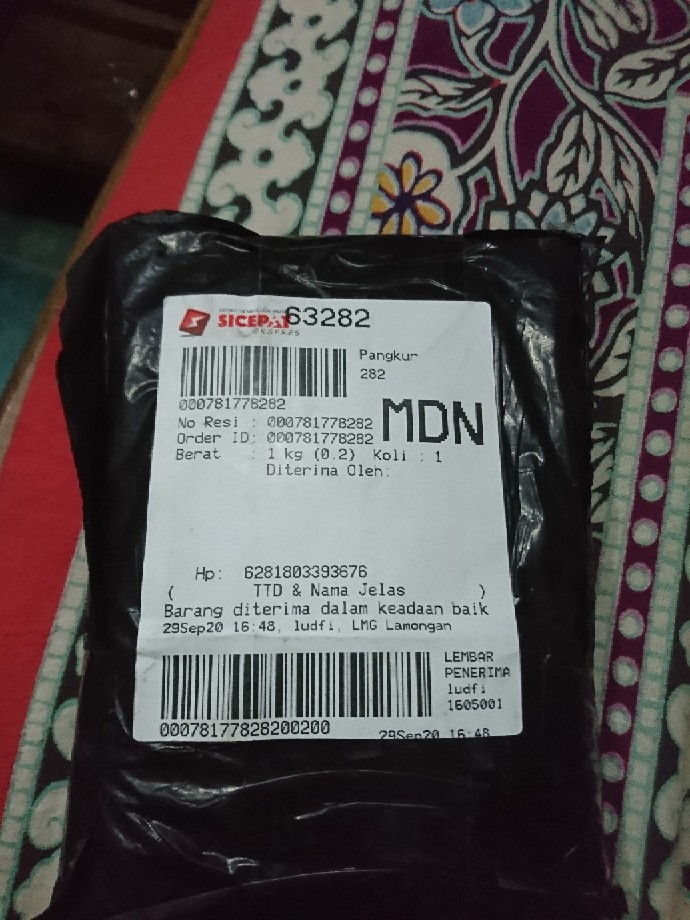 SICEPAT 63282
EKSPRES
Pangkur
282
000781778282
MDN
No Resi : 000781778282
Order ID: 000781778282
Berat : 1 kg (0.2) Koli : 1
Diterima Oleh:
Hp: 6281803393676
( TTD & Nama Jelas )
Barang diterima dalam keadaan baik
29Sep20 16:48, ludfi, LMG Lamongan
LEMBAR
PENERIMA
ludfi
1605001
00078177828200200
29Sep20 16:48